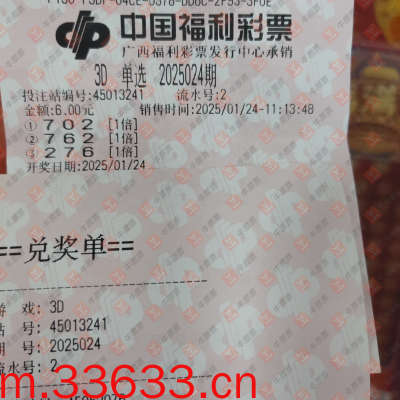 中国福利彩票
广西福利彩票发行中心承销
3D 单选 2025024期
投注站编号:45013241 流水号:2
金额:6.00元 销售时间:2025/01/24-11:13:48
① 702 [1倍]
② 762 [1倍]
③ 276 [1倍]
开奖日期:2025/01/24
==兑奖单==
游 戏: 3D
站 号: 45013241
期 号: 2025024
流水号: 2
m.33633.cn